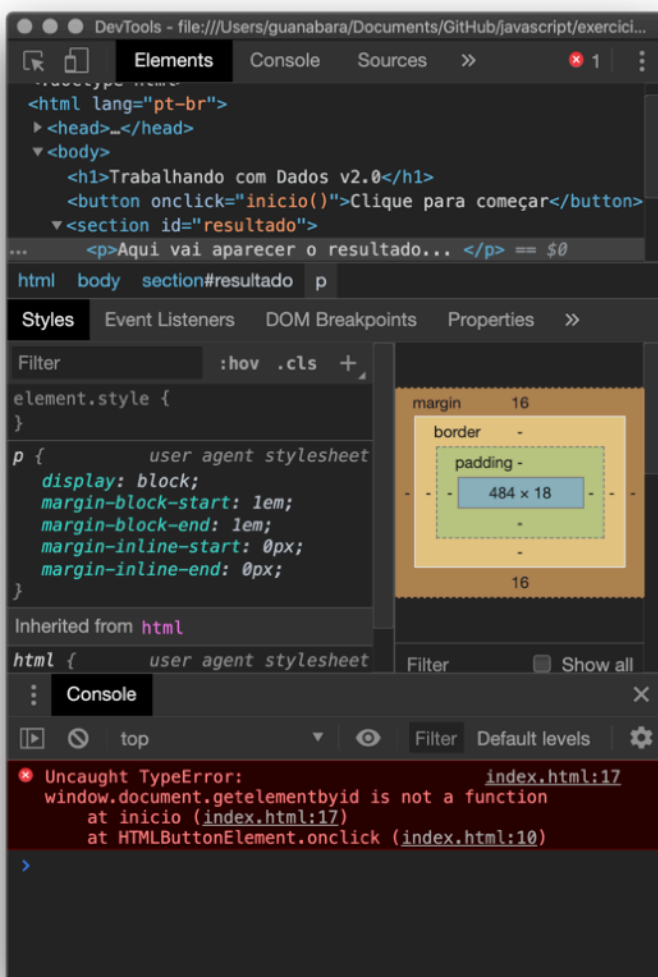 DevTools - file:///Users/guanabara/Documents/GitHub/javascript/exercici...
Elements Console Sources » 1
<!doctype html>
<html lang="pt-br">
<head>…</head>
<body>
<h1>Trabalhando com Dados v2.0</h1>
<button onclick="inicio()">Clique para começar</button>
<section id="resultado">
... <p>Aqui vai aparecer o resultado... </p> == $0
html body section#resultado p
Styles Event Listeners DOM Breakpoints Properties »
Filter :hov .cls +
element.style {
}
p { user agent stylesheet
display: block;
margin-block-start: 1em;
margin-block-end: 1em;
margin-inline-start: 0px;
margin-inline-end: 0px;
}
Inherited from html
html { user agent stylesheet
margin 16
border -
padding -
- - - 484 × 18 - - -
-
-
16
Filter Show all
Console
top Filter Default levels
Uncaught TypeError: index.html:17
window.document.getelementbyid is not a function
at inicio (index.html:17)
at HTMLButtonElement.onclick (index.html:10)
>